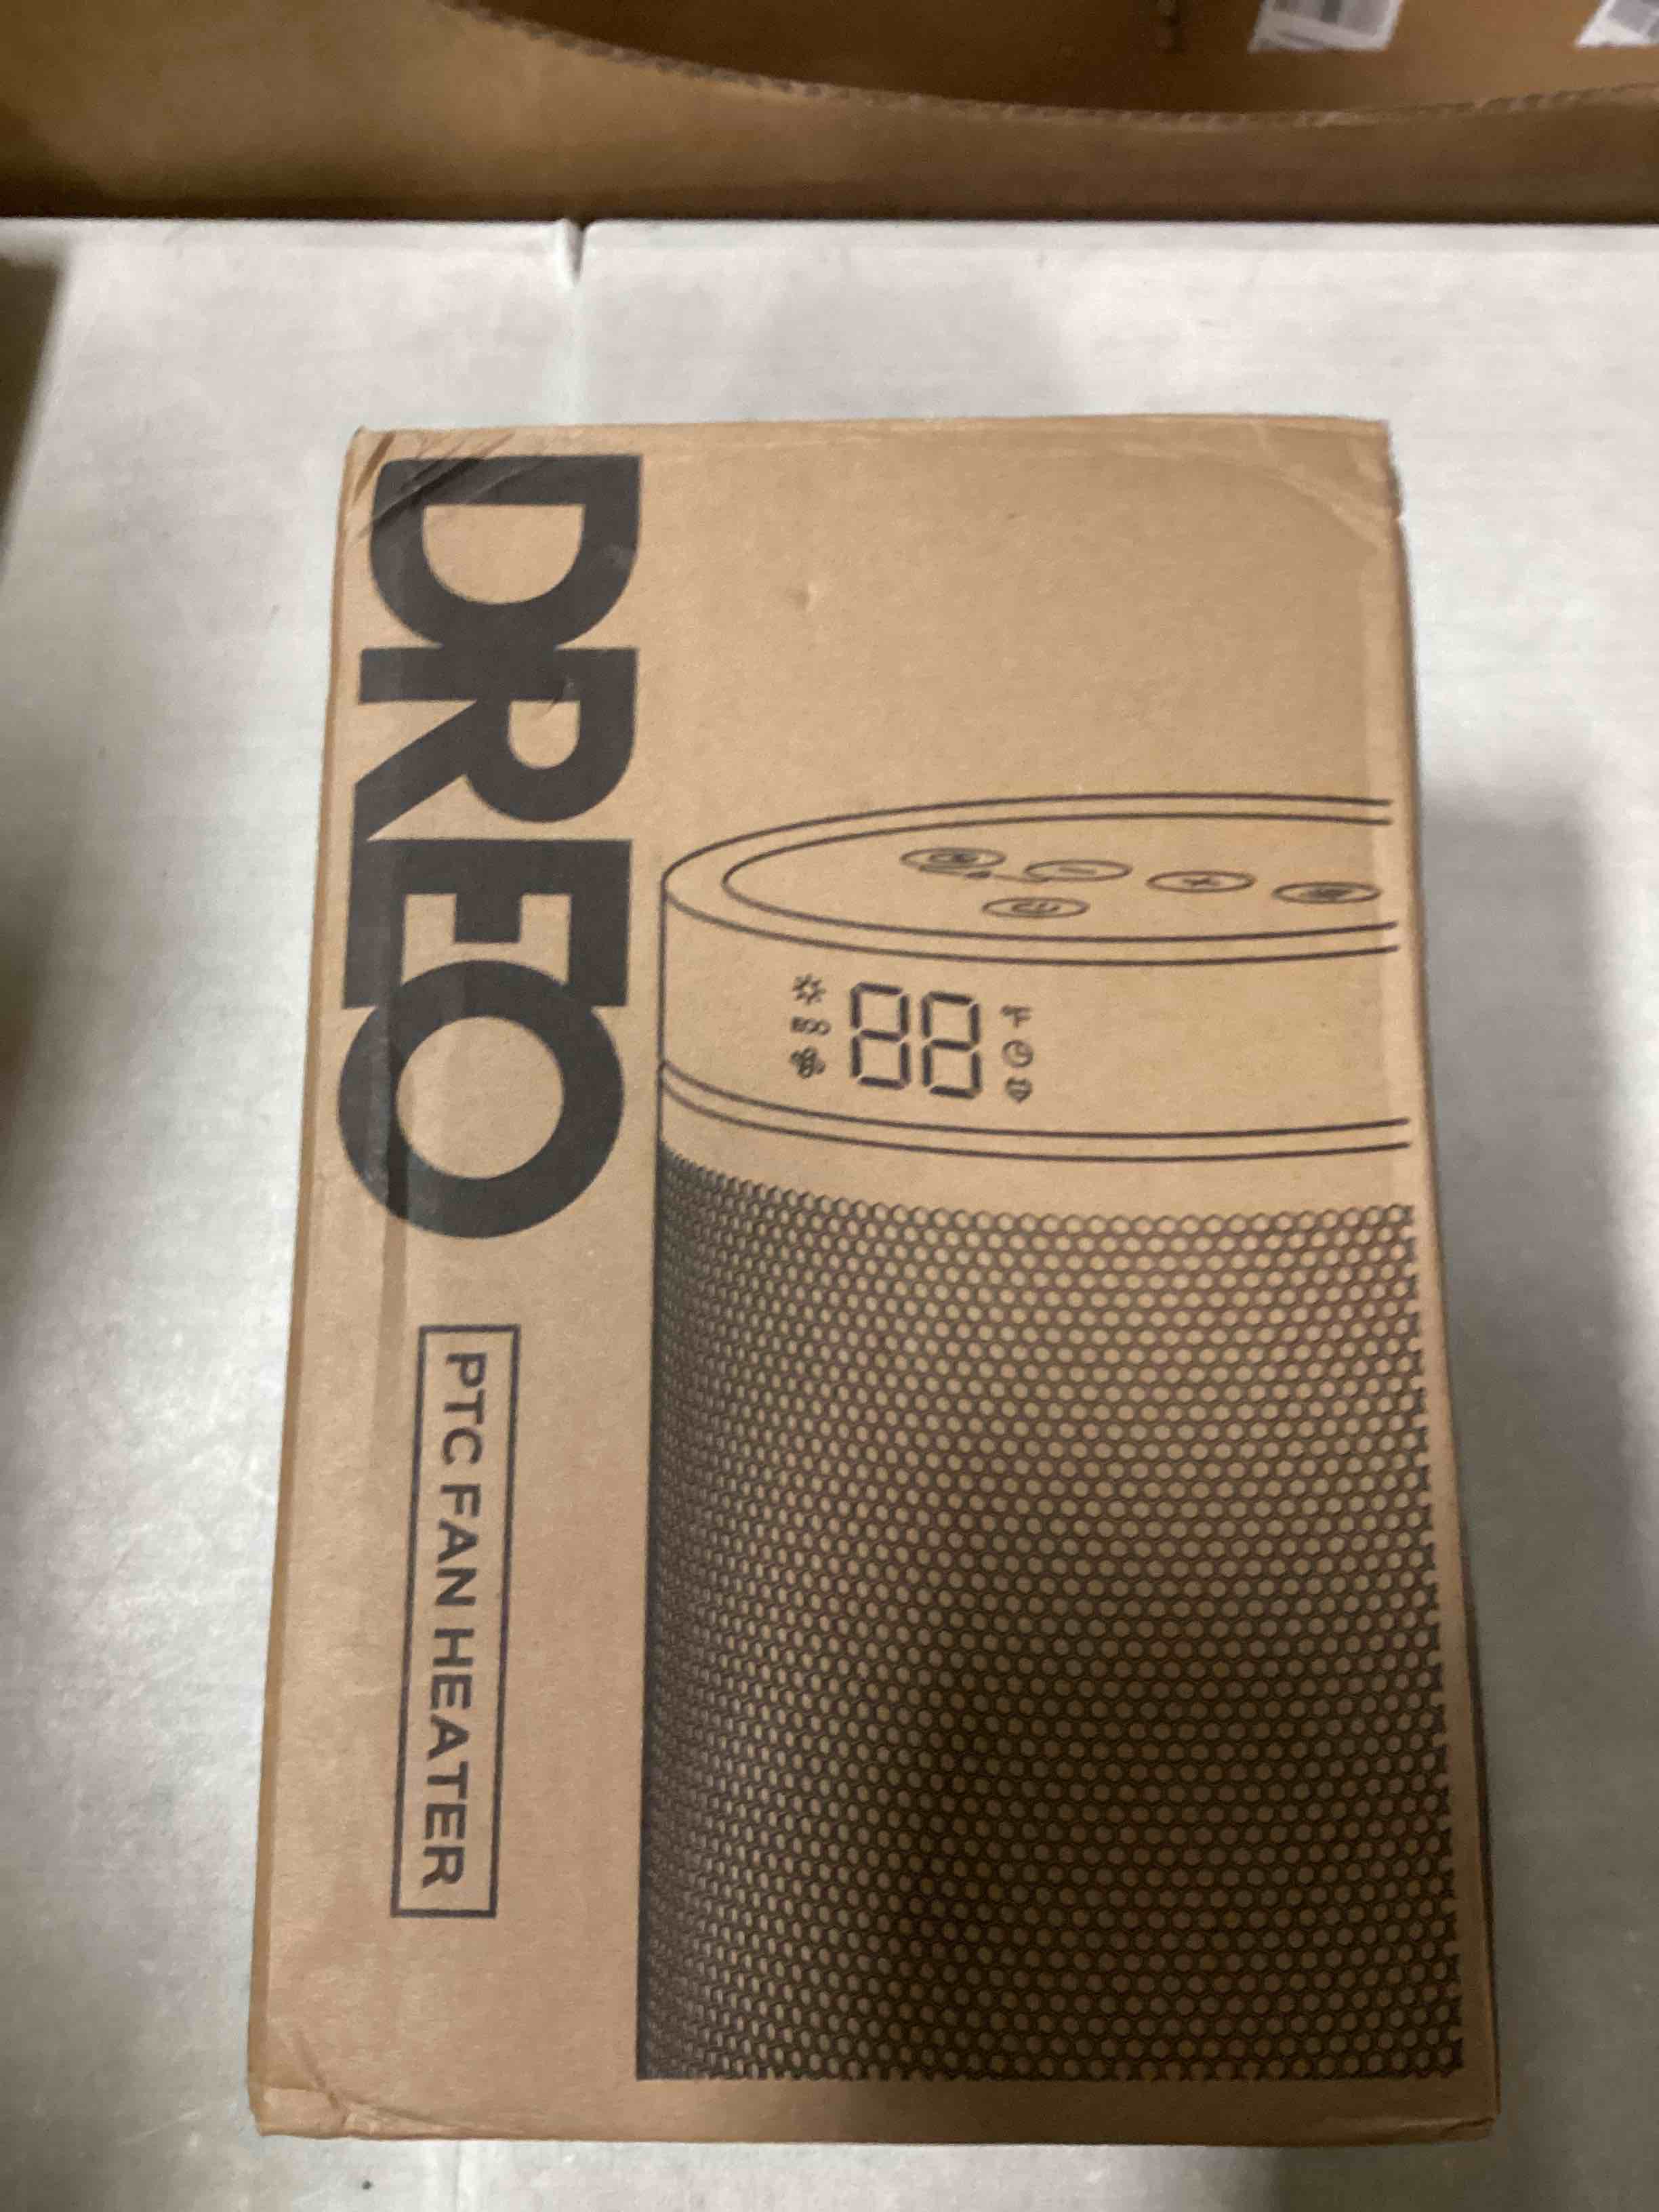 DREO
PTC FAN HEATER
88
°F
ECO